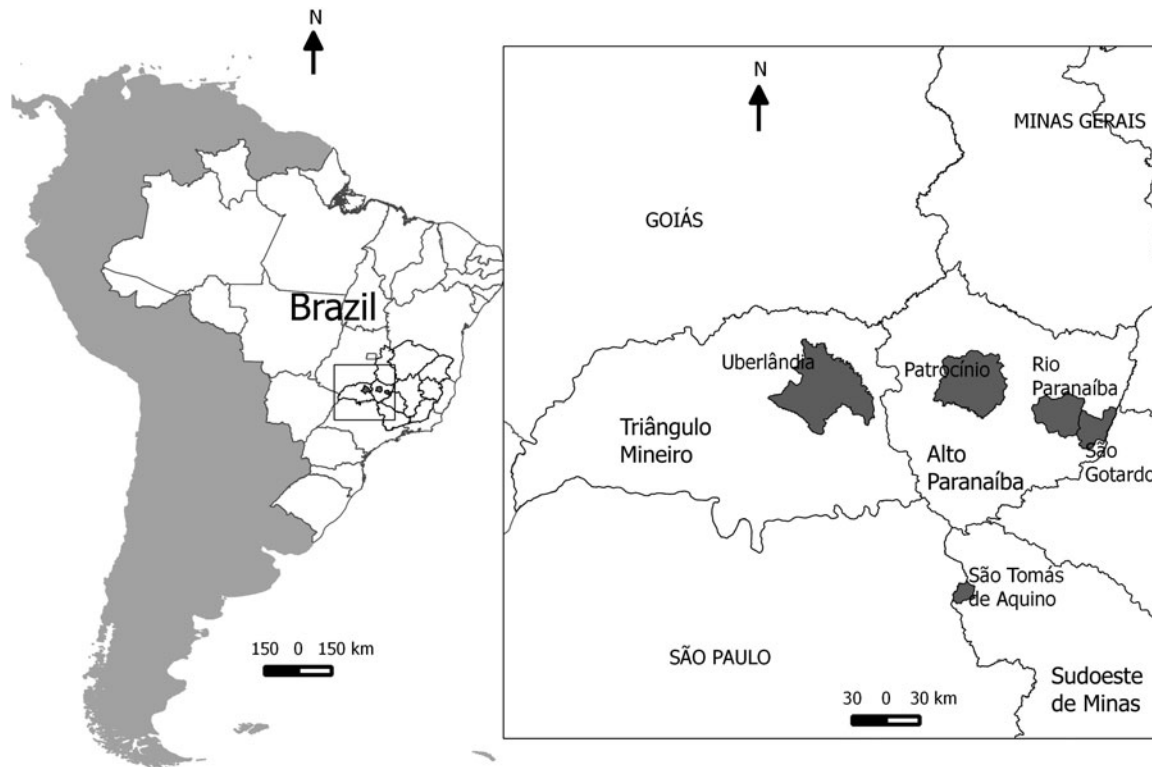 N
Brazil
150 0 150 km
N
MINAS GERAIS
GOIÁS
Uberlândia
Patrocínio
Rio
Paranaíba
Triângulo
Mineiro
Alto
Paranaíba
São
Gotardo
São Tomás
de Aquino
SÃO PAULO
Sudoeste
de Minas
30 0 30 km